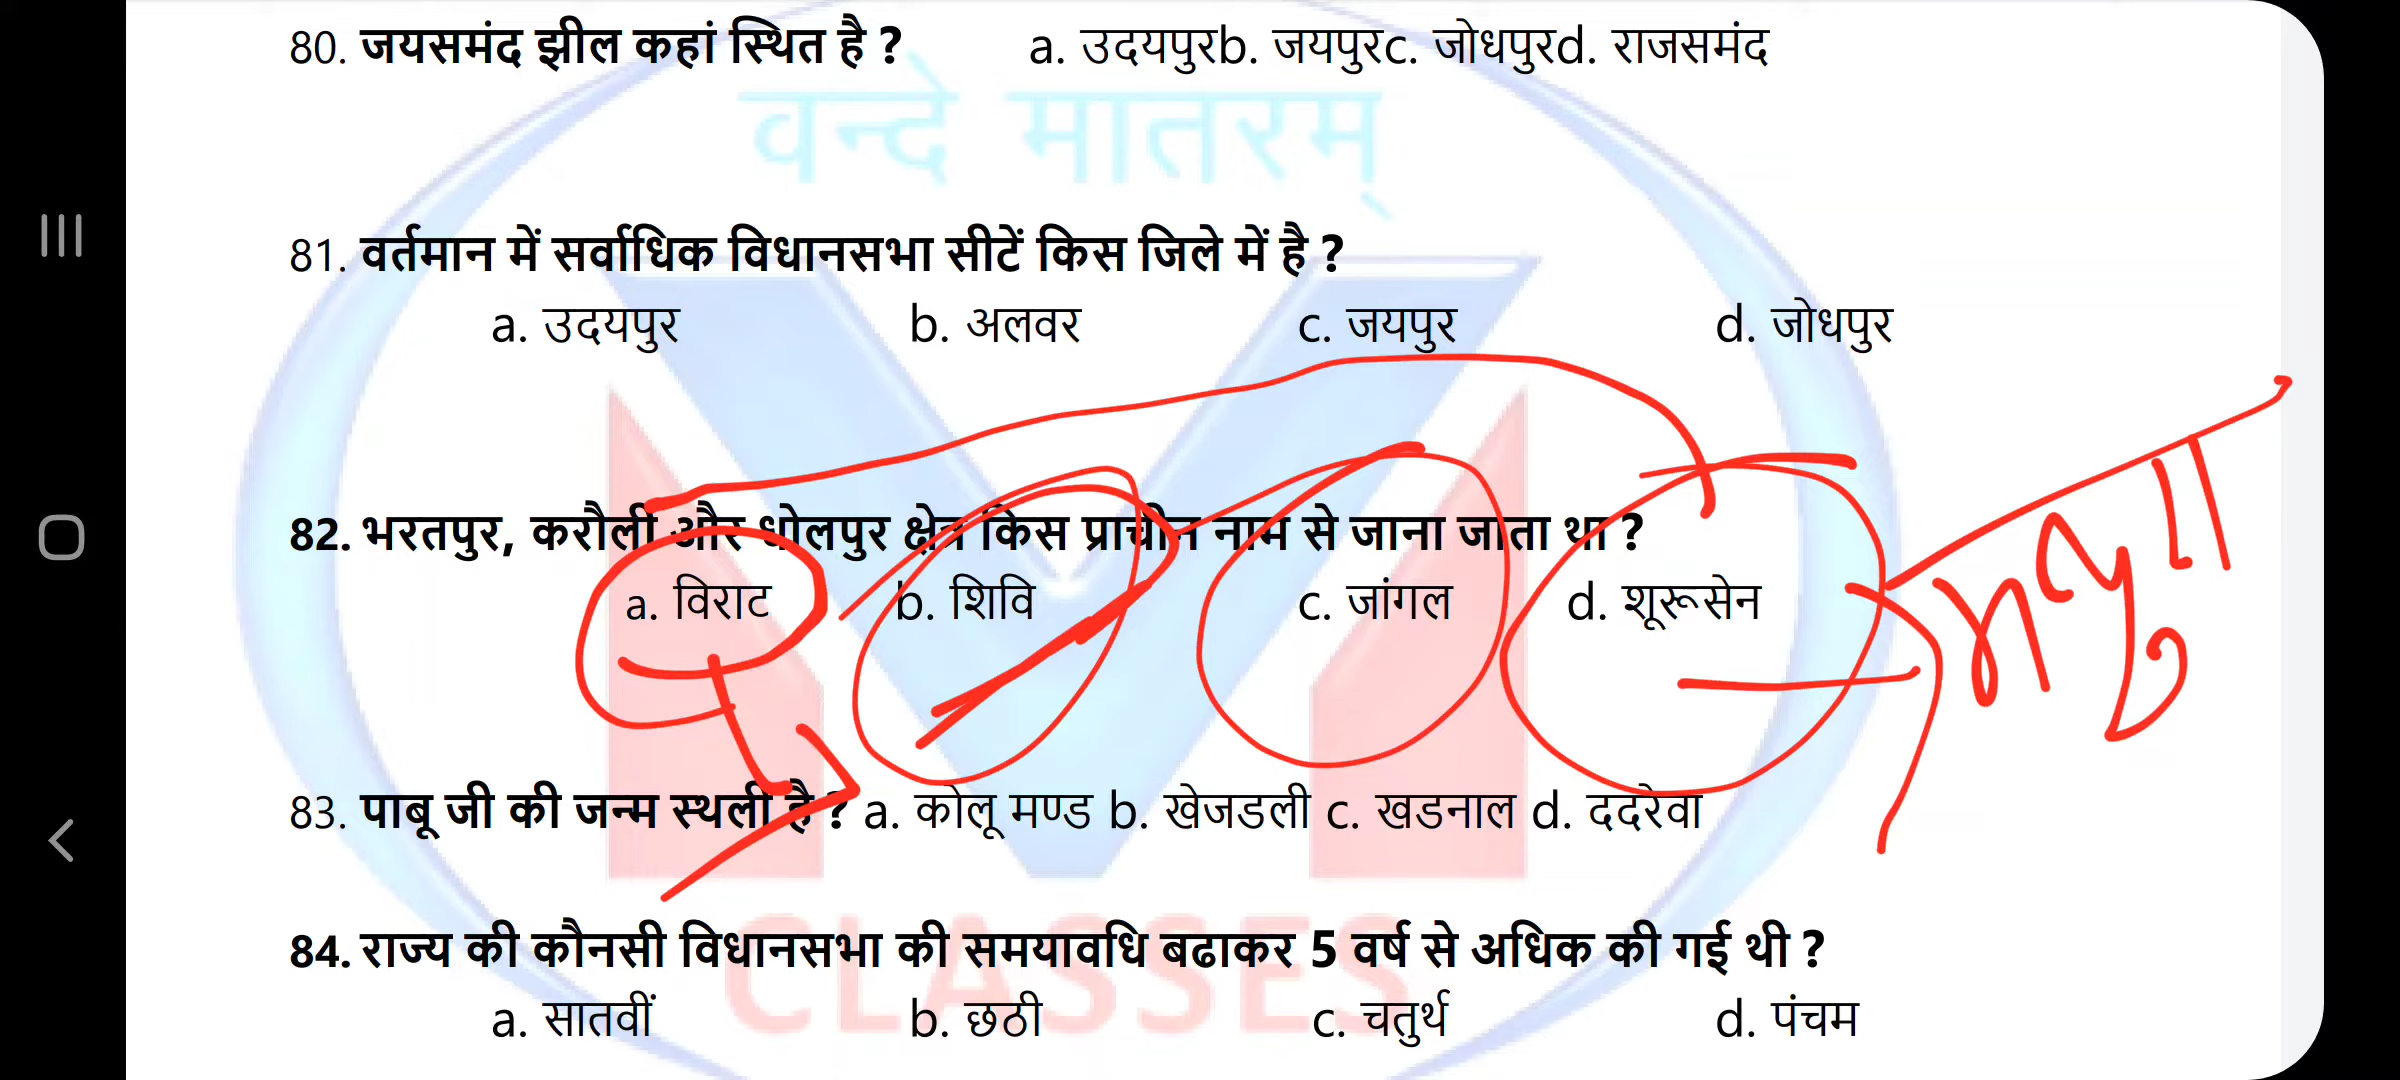 80. जयसमंद झील कहां स्थित है ? a. उदयपुरb. जयपुरc. जोधपुरd. राजसमंद
वन्दे मातरम्
81. वर्तमान में सर्वाधिक विधानसभा सीटें किस जिले में है ?
a. उदयपुर b. अलवर c. जयपुर d. जोधपुर
82. भरतपुर, करौली और धोलपुर क्षेत्र किस प्राचीन नाम से जाना जाता था ?
a. विराट b. शिवि c. जांगल d. शूरूसेन
83. पाबू जी की जन्म स्थली है ? a. कोलू मण्ड b. खेजडली c. खडनाल d. ददरेवा
84. राज्य की कौनसी विधानसभा की समयावधि बढाकर 5 वर्ष से अधिक की गई थी ?
CLASSES
a. सातवीं b. छठी c. चतुर्थ d. पंचम